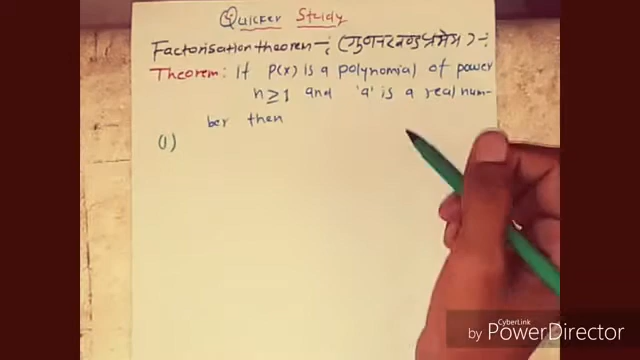 Quicker Study
Factorisation theorem -: (गुणनखण्ड प्रमेय) -:
Theorem: If P(x) is a polynomial of power
n≥1 and 'a' is a real num-
ber then
(1)
CyberLink
by PowerDirector